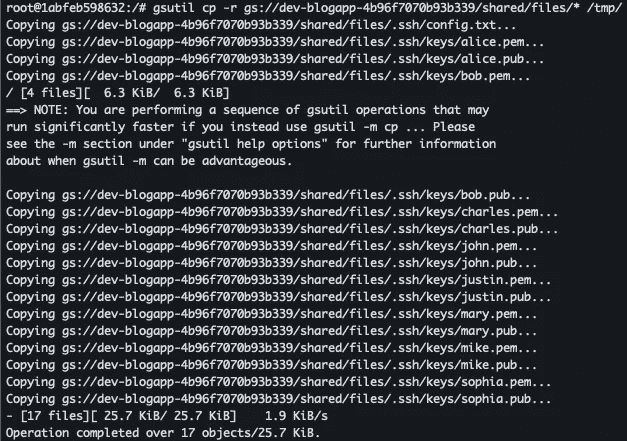 root@1abfeb598632:/# gsutil cp -r gs://dev-blogapp-4b96f7070b93b339/shared/files/* /tmp/
Copying gs://dev-blogapp-4b96f7070b93b339/shared/files/.ssh/config.txt...
Copying gs://dev-blogapp-4b96f7070b93b339/shared/files/.ssh/keys/alice.pem...
Copying gs://dev-blogapp-4b96f7070b93b339/shared/files/.ssh/keys/alice.pub...
Copying gs://dev-blogapp-4b96f7070b93b339/shared/files/.ssh/keys/bob.pem...
/ [4 files][  6.3 KiB/  6.3 KiB]
==> NOTE: You are performing a sequence of gsutil operations that may
run significantly faster if you instead use gsutil -m cp ... Please
see the -m section under "gsutil help options" for further information
about when gsutil -m can be advantageous.
Copying gs://dev-blogapp-4b96f7070b93b339/shared/files/.ssh/keys/bob.pub...
Copying gs://dev-blogapp-4b96f7070b93b339/shared/files/.ssh/keys/charles.pem...
Copying gs://dev-blogapp-4b96f7070b93b339/shared/files/.ssh/keys/charles.pub...
Copying gs://dev-blogapp-4b96f7070b93b339/shared/files/.ssh/keys/john.pem...
Copying gs://dev-blogapp-4b96f7070b93b339/shared/files/.ssh/keys/john.pub...
Copying gs://dev-blogapp-4b96f7070b93b339/shared/files/.ssh/keys/justin.pem...
Copying gs://dev-blogapp-4b96f7070b93b339/shared/files/.ssh/keys/justin.pub...
Copying gs://dev-blogapp-4b96f7070b93b339/shared/files/.ssh/keys/mary.pem...
Copying gs://dev-blogapp-4b96f7070b93b339/shared/files/.ssh/keys/mary.pub...
Copying gs://dev-blogapp-4b96f7070b93b339/shared/files/.ssh/keys/mike.pem...
Copying gs://dev-blogapp-4b96f7070b93b339/shared/files/.ssh/keys/mike.pub...
Copying gs://dev-blogapp-4b96f7070b93b339/shared/files/.ssh/keys/sophia.pem...
Copying gs://dev-blogapp-4b96f7070b93b339/shared/files/.ssh/keys/sophia.pub...
- [17 files][ 25.7 KiB/ 25.7 KiB]    1.9 KiB/s
Operation completed over 17 objects/25.7 KiB.